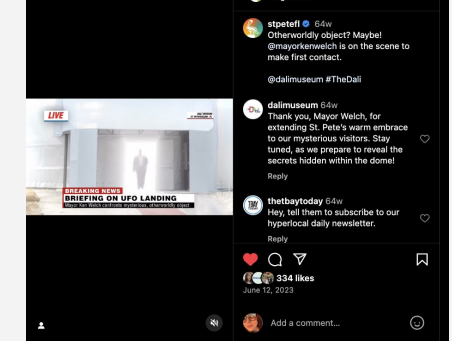 stpetefl 64w
Otherworldly object? Maybe!
@mayorkenwelch is on the scene to
make first contact.
@dalimuseum #TheDali
dalimuseum 64w
Thank you, Mayor Welch, for
extending St. Pete's warm embrace
to our mysterious visitors. Stay
tuned, as we prepare to reveal the
secrets hidden within the dome!
Reply
LIVE
BREAKING NEWS
BRIEFING ON UFO LANDING
Mayor Ken Welch confronts mysterious, otherworldly object
thetbaytoday 64w
Hey, tell them to subscribe to our
hyperlocal daily newsletter.
Reply
334 likes
June 12, 2023
Add a comment...